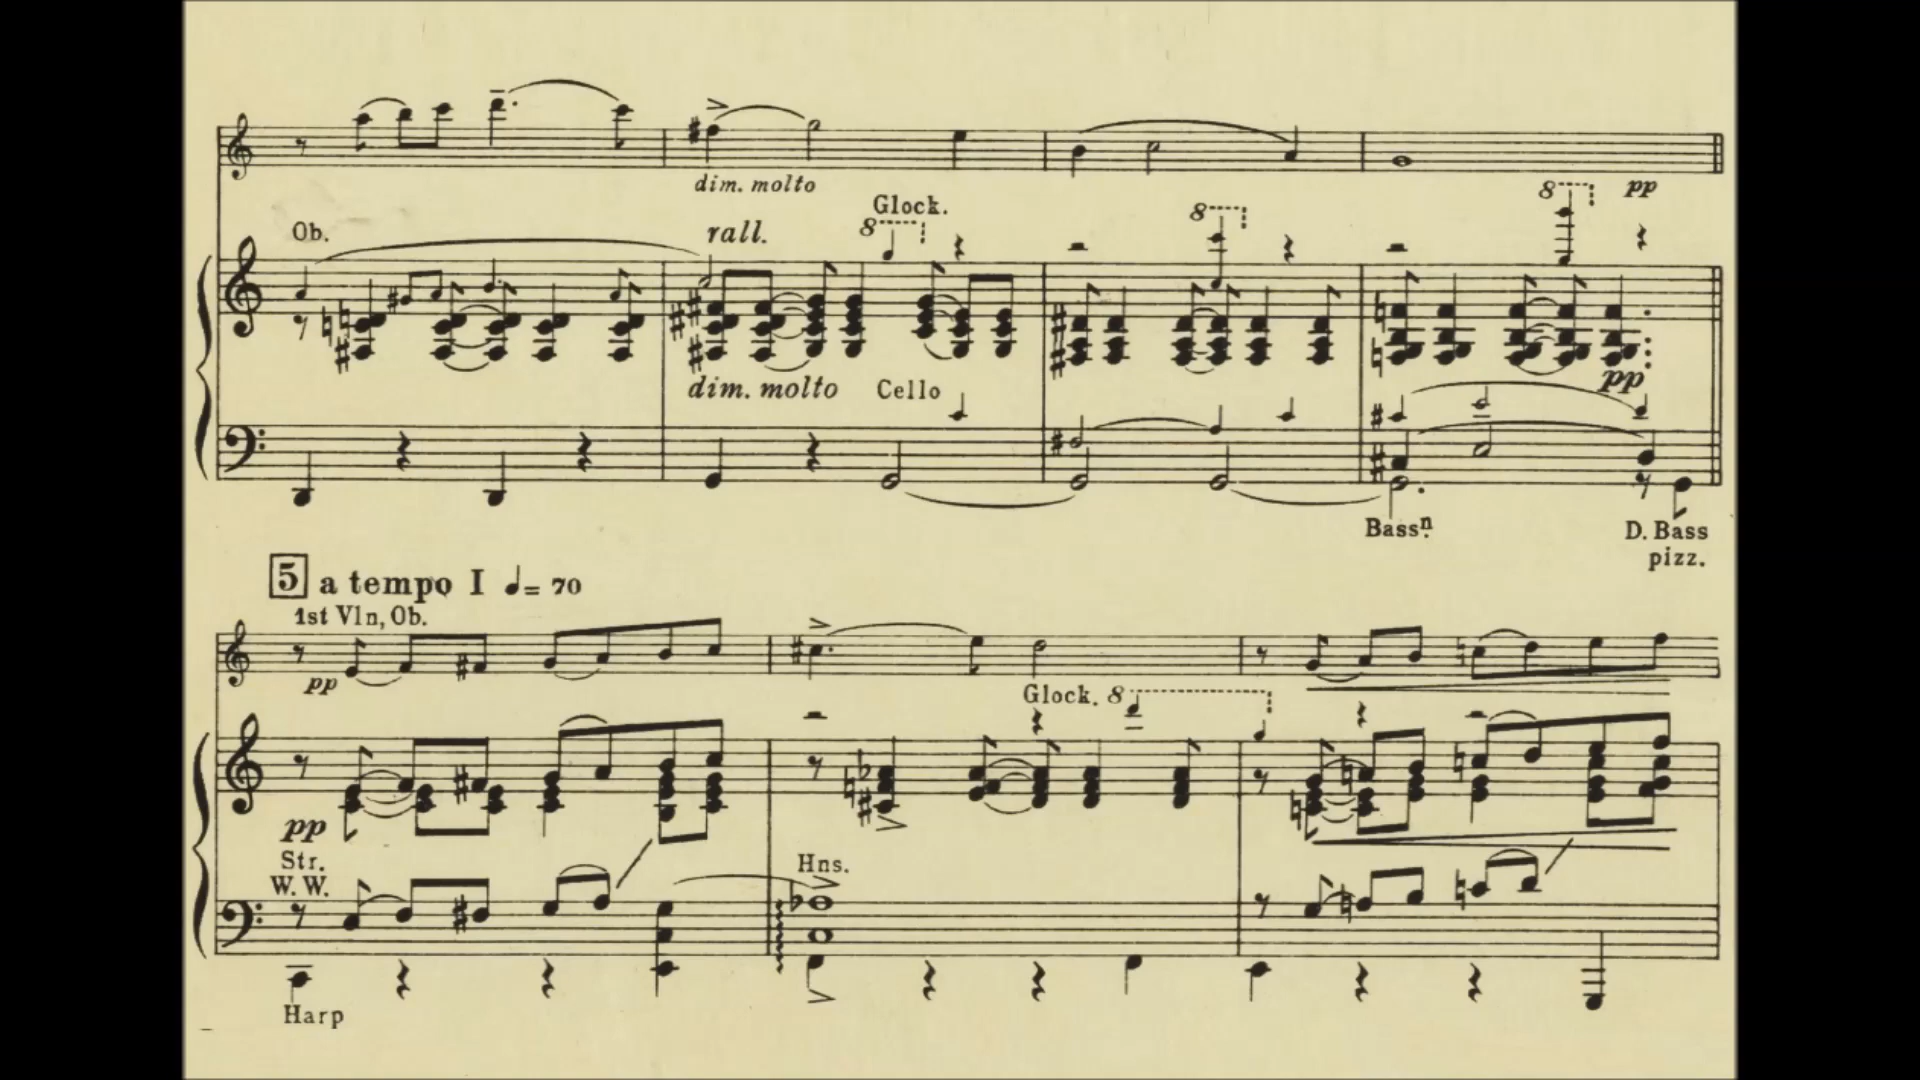 dim. molto
pp
Glock.
8
8
8
Ob.
rall.
dim. molto
Cello
pp
Bassn.
D. Bass
pizz.
5 a tempo I ♩= 70
1st Vln, Ob.
pp
Glock. 8
pp
Str.
W. W.
Hns.
Harp